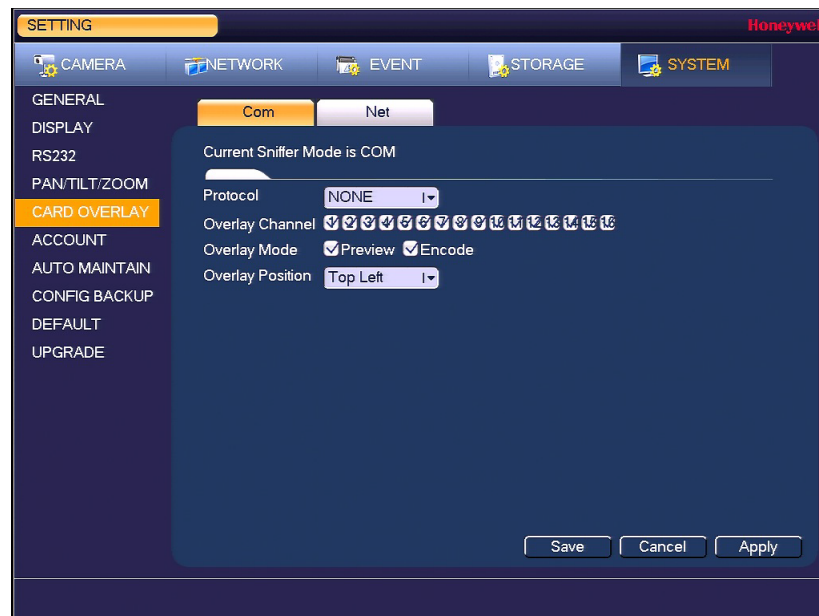 SETTING
Honeywel
CAMERA NETWORK EVENT STORAGE SYSTEM
GENERAL
DISPLAY
RS232
PAN/TILT/ZOOM
CARD OVERLAY
ACCOUNT
AUTO MAINTAIN
CONFIG BACKUP
DEFAULT
UPGRADE
Com Net
Current Sniffer Mode is COM
Protocol NONE
Overlay Channel 1 2 3 4 5 6 7 8 9 10 11 12 13 14 15 16
Overlay Mode Preview Encode
Overlay Position Top Left
Save Cancel Apply